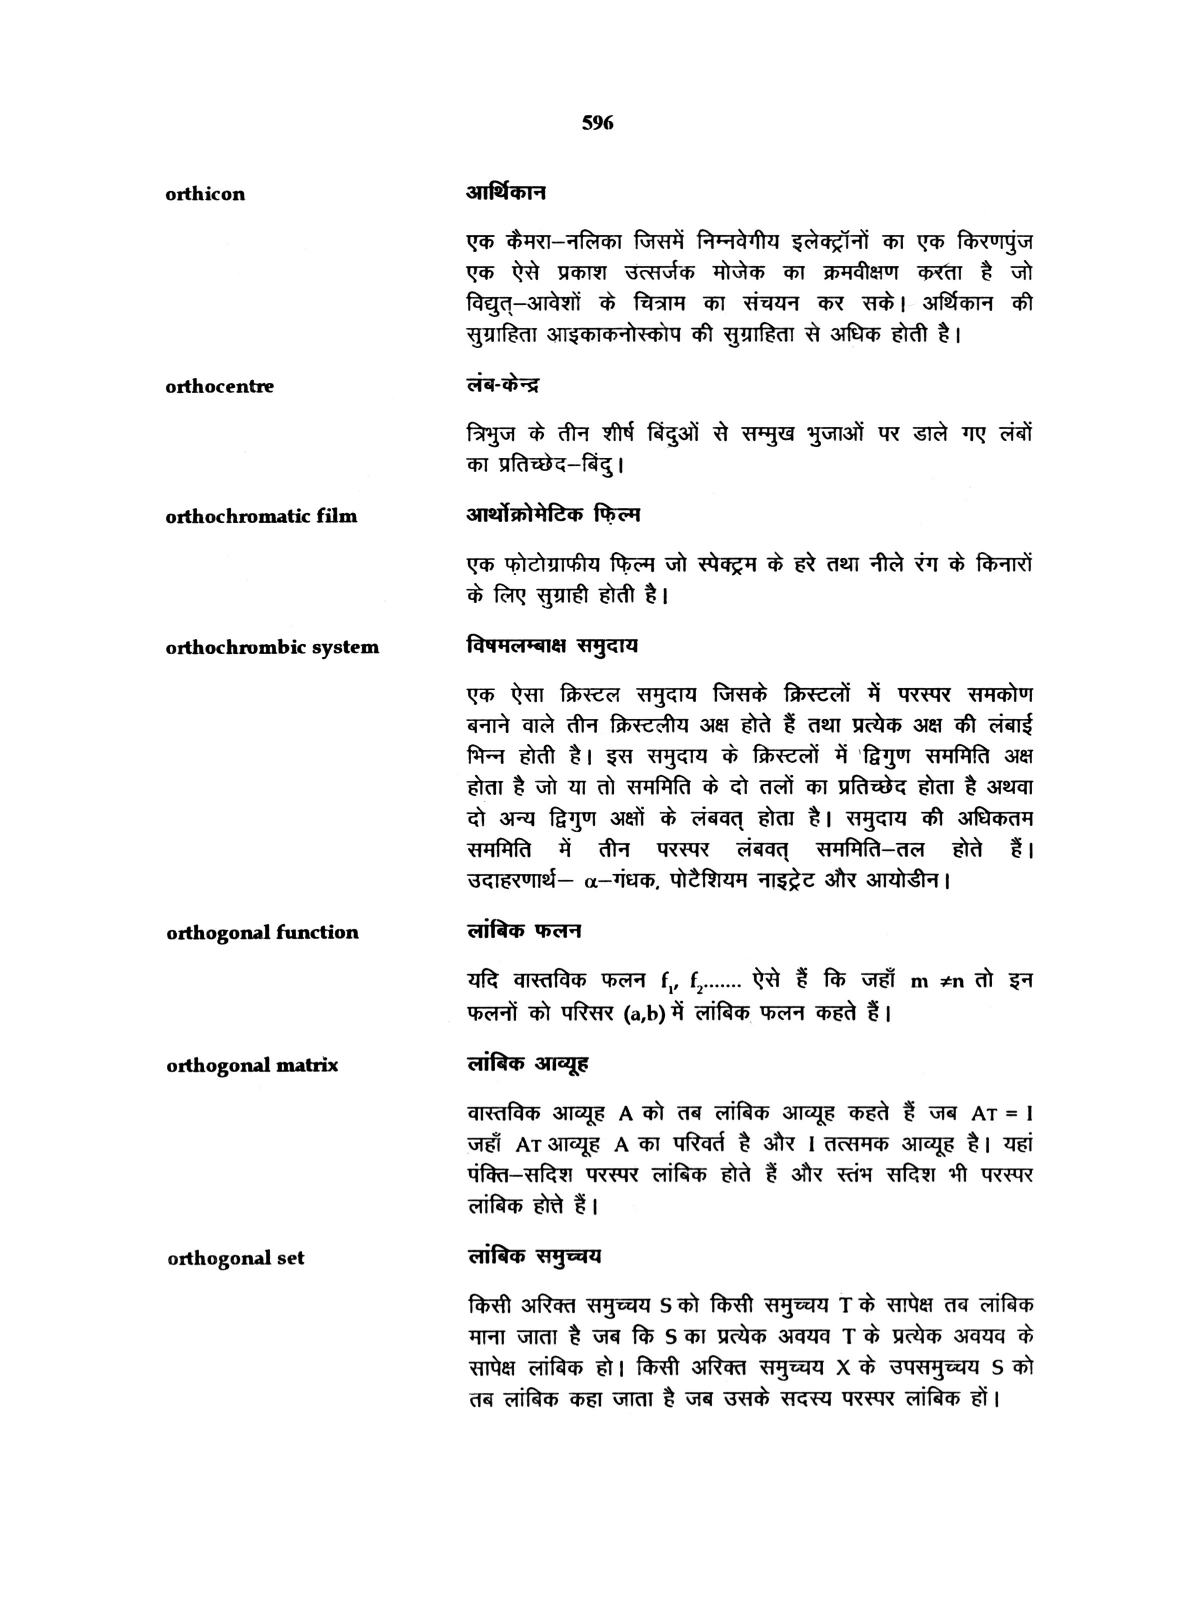 596
orthicon आर्थिकान
एक कैमरा–नलिका जिसमें निम्नवेगीय इलेक्ट्रॉनों का एक किरणपुंज
एक ऐसे प्रकाश उत्सर्जक मोजेक का क्रमवीक्षण करता है जो
विद्युत्–आवेशों के चित्राम का संचयन कर सके। अर्थिकान की
सुग्राहिता आइकाकनोस्कोप की सुग्राहिता से अधिक होती है।
orthocentre लंब-केन्द्र
त्रिभुज के तीन शीर्ष बिंदुओं से सम्मुख भुजाओं पर डाले गए लंबों
का प्रतिच्छेद–बिंदु।
orthochromatic film आर्थोक्रोमेटिक फ़िल्म
एक फ़ोटोग्राफीय फ़िल्म जो स्पेक्ट्रम के हरे तथा नीले रंग के किनारों
के लिए सुग्राही होती है।
orthochrombic system विषमलम्बाक्ष समुदाय
एक ऐसा क्रिस्टल समुदाय जिसके क्रिस्टलों में परस्पर समकोण
बनाने वाले तीन क्रिस्टलीय अक्ष होते हैं तथा प्रत्येक अक्ष की लंबाई
भिन्न होती है। इस समुदाय के क्रिस्टलों में द्विगुण सममिति अक्ष
होता है जो या तो सममिति के दो तलों का प्रतिच्छेद होता है अथवा
दो अन्य द्विगुण अक्षों के लंबवत् होता है। समुदाय की अधिकतम
सममिति में तीन परस्पर लंबवत् सममिति–तल होते हैं।
उदाहरणार्थ– α–गंधक, पोटैशियम नाइट्रेट और आयोडीन।
orthogonal function लांबिक फलन
यदि वास्तविक फलन f₁, f₂....... ऐसे हैं कि जहाँ m ≠n तो इन
फलनों को परिसर (a,b) में लांबिक फलन कहते हैं।
orthogonal matrix लांबिक आव्यूह
वास्तविक आव्यूह A को तब लांबिक आव्यूह कहते हैं जब AT = I
जहाँ AT आव्यूह A का परिवर्त है और I तत्समक आव्यूह है। यहां
पंक्ति–सदिश परस्पर लांबिक होते हैं और स्तंभ सदिश भी परस्पर
लांबिक होते हैं।
orthogonal set लांबिक समुच्चय
किसी अरिक्त समुच्चय S को किसी समुच्चय T के सापेक्ष तब लांबिक
माना जाता है जब कि S का प्रत्येक अवयव T के प्रत्येक अवयव के
सापेक्ष लांबिक हो। किसी अरिक्त समुच्चय X के उपसमुच्चय S को
तब लांबिक कहा जाता है जब उसके सदस्य परस्पर लांबिक हों।